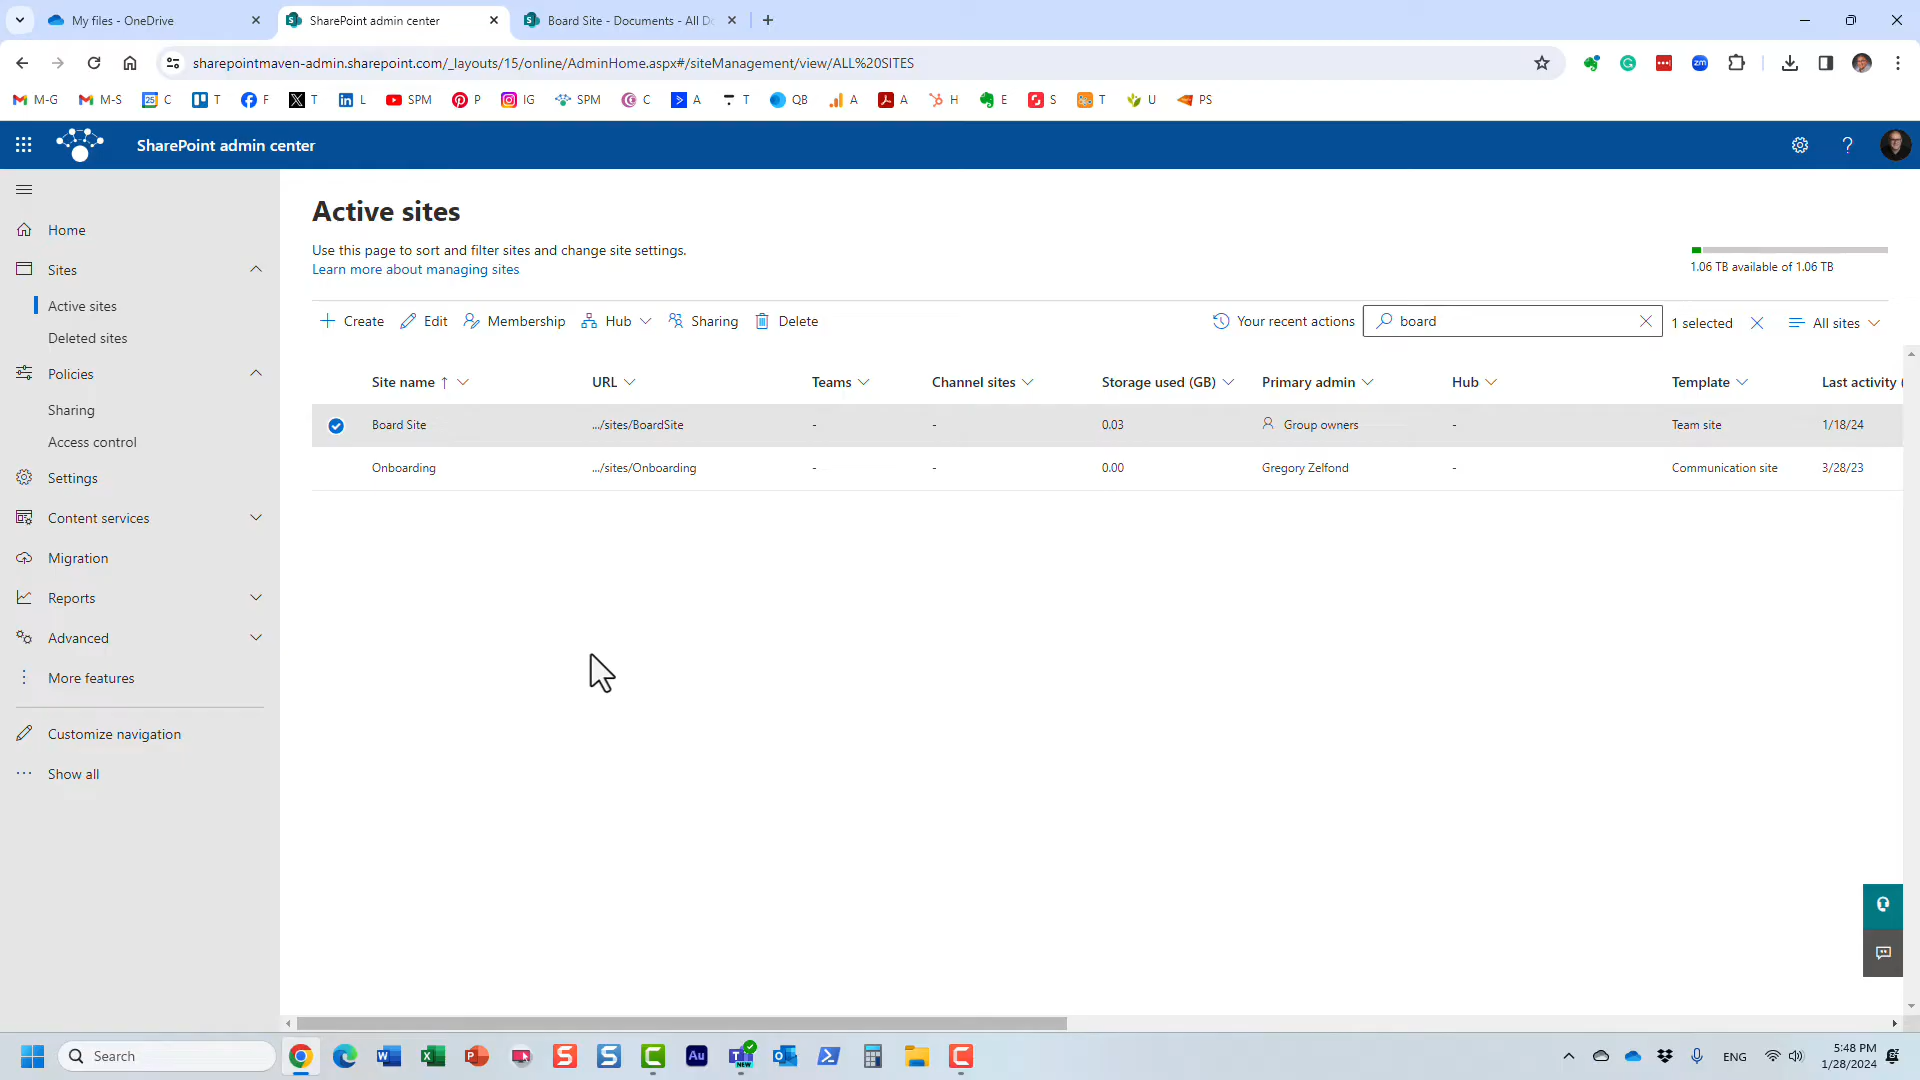 My files - OneDrive
SharePoint admin center
Board Site - Documents - All Do
sharepointmaven-admin.sharepoint.com/_layouts/15/online/AdminHome.aspx#/siteManagement/view/ALL%20SITES
M-G M-S C T F T L SPM P IG SPM C A T QB A A H E S T U PS
SharePoint admin center
Home
Sites
Active sites
Deleted sites
Policies
Sharing
Access control
Settings
Content services
Migration
Reports
Advanced
More features
Customize navigation
Show all
Active sites
Use this page to sort and filter sites and change site settings.
Learn more about managing sites
1.06 TB available of 1.06 TB
Create Edit Membership Hub Sharing Delete Your recent actions board 1 selected All sites
Site name ↑ URL Teams Channel sites Storage used (GB) Primary admin Hub Template Last activity (
Board Site .../sites/BoardSite - - 0.03 Group owners - Team site 1/18/24
Onboarding .../sites/Onboarding - - 0.00 Gregory Zelfond - Communication site 3/28/23
Search
ENG
5:48 PM
1/28/2024